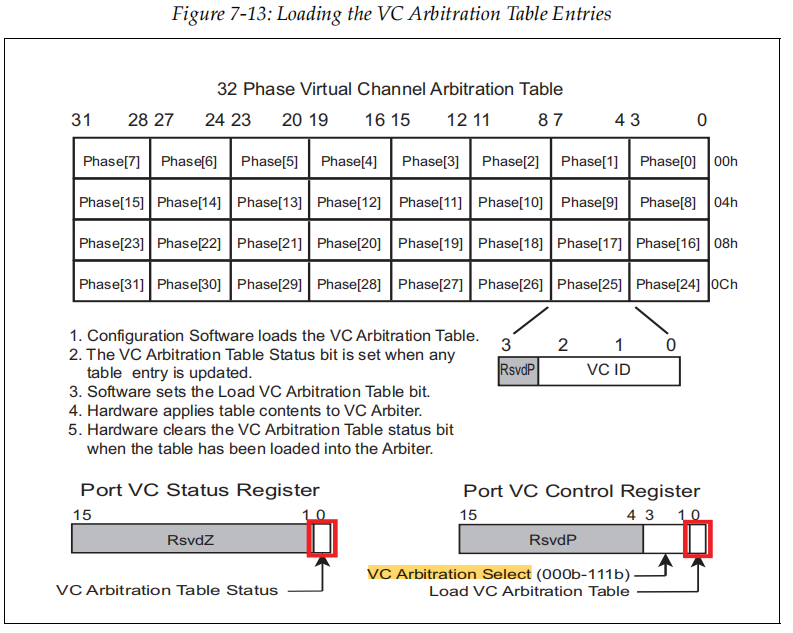 Figure 7-13: Loading the VC Arbitration Table Entries
32 Phase Virtual Channel Arbitration Table
31 28 27 24 23 20 19 16 15 12 11 8 7 4 3 0
Phase[7] Phase[6] Phase[5] Phase[4] Phase[3] Phase[2] Phase[1] Phase[0] 00h
Phase[15] Phase[14] Phase[13] Phase[12] Phase[11] Phase[10] Phase[9] Phase[8] 04h
Phase[23] Phase[22] Phase[21] Phase[20] Phase[19] Phase[18] Phase[17] Phase[16] 08h
Phase[31] Phase[30] Phase[29] Phase[28] Phase[27] Phase[26] Phase[25] Phase[24] 0Ch
3 2 1 0
RsvdP VC ID
1. Configuration Software loads the VC Arbitration Table.
2. The VC Arbitration Table Status bit is set when any
table entry is updated.
3. Software sets the Load VC Arbitration Table bit.
4. Hardware applies table contents to VC Arbiter.
5. Hardware clears the VC Arbitration Table status bit
when the table has been loaded into the Arbiter.
Port VC Status Register
15 1 0
RsvdZ
VC Arbitration Table Status
Port VC Control Register
15 4 3 1 0
RsvdP
VC Arbitration Select (000b-111b)
Load VC Arbitration Table